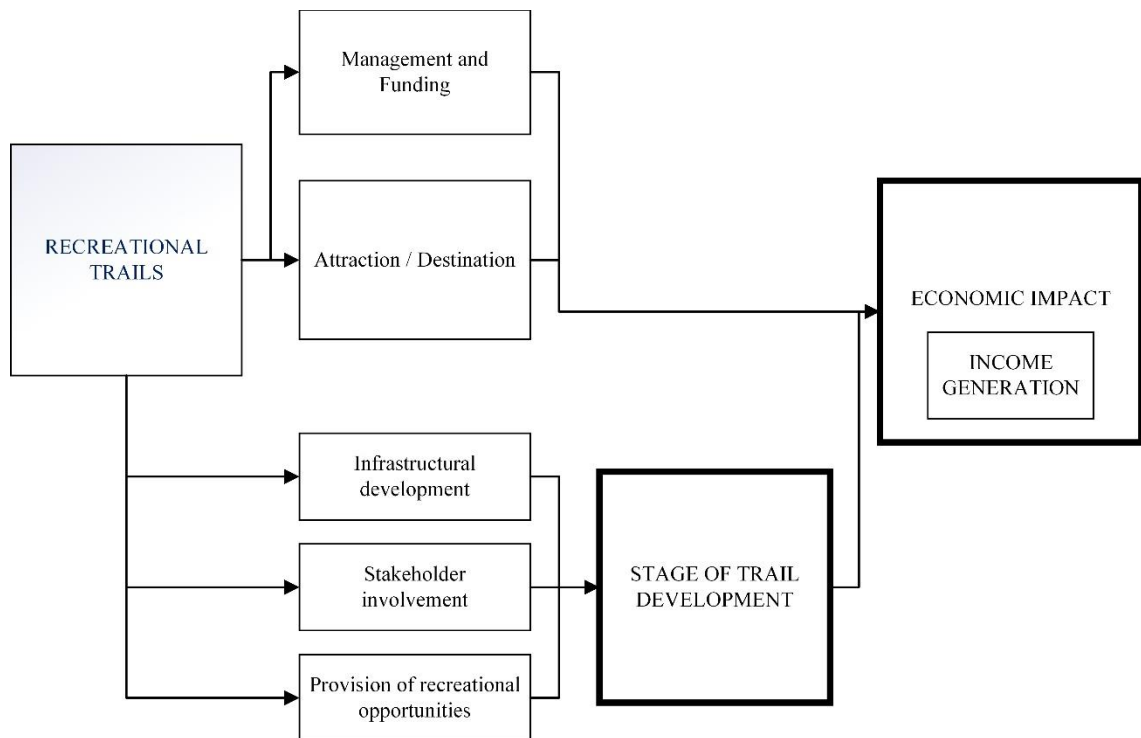 Management and
Funding
RECREATIONAL
TRAILS
Attraction / Destination
ECONOMIC IMPACT
INCOME
GENERATION
Infrastructural
development
Stakeholder
involvement
STAGE OF TRAIL
DEVELOPMENT
Provision of recreational
opportunities